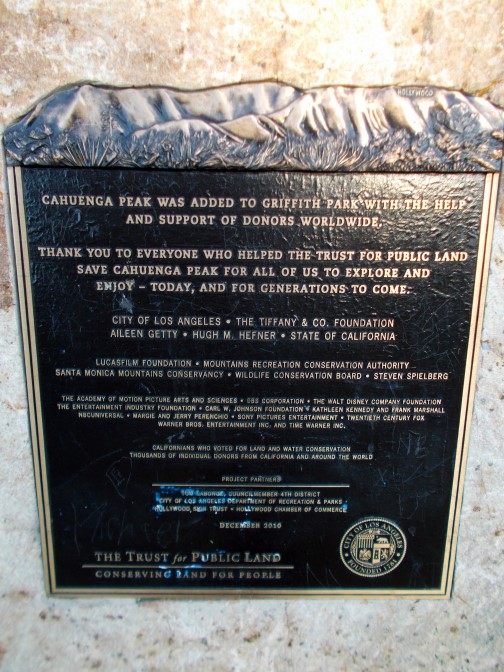 HOLLYWOOD
CAHUENGA PEAK WAS ADDED TO GRIFFITH PARK WITH THE HELP
AND SUPPORT OF DONORS WORLDWIDE.
THANK YOU TO EVERYONE WHO HELPED THE TRUST FOR PUBLIC LAND
SAVE CAHUENGA PEAK FOR ALL OF US TO EXPLORE AND
ENJOY – TODAY, AND FOR GENERATIONS TO COME.
CITY OF LOS ANGELES • THE TIFFANY & CO. FOUNDATION
AILEEN GETTY • HUGH M. HEFNER • STATE OF CALIFORNIA
LUCASFILM FOUNDATION • MOUNTAINS RECREATION CONSERVATION AUTHORITY
SANTA MONICA MOUNTAINS CONSERVANCY • WILDLIFE CONSERVATION BOARD • STEVEN SPIELBERG
THE ACADEMY OF MOTION PICTURE ARTS AND SCIENCES • CBS CORPORATION • THE WALT DISNEY COMPANY FOUNDATION
THE ENTERTAINMENT INDUSTRY FOUNDATION • CARL W. JOHNSON FOUNDATION • KATHLEEN KENNEDY AND FRANK MARSHALL
NBCUNIVERSAL • MARGIE AND JERRY PERENCHIO • SONY PICTURES ENTERTAINMENT • TWENTIETH CENTURY FOX
WARNER BROS. ENTERTAINMENT INC. AND TIME WARNER INC.
CALIFORNIANS WHO VOTED FOR LAND AND WATER CONSERVATION
THOUSANDS OF INDIVIDUAL DONORS FROM CALIFORNIA AND AROUND THE WORLD
PROJECT PARTNERS
TOM LABONGE, COUNCILMEMBER 4TH DISTRICT
CITY OF LOS ANGELES DEPARTMENT OF RECREATION & PARKS
HOLLYWOOD SIGN TRUST • HOLLYWOOD CHAMBER OF COMMERCE
DECEMBER 2010
THE TRUST for PUBLIC LAND
CONSERVING LAND FOR PEOPLE
CITY OF LOS ANGELES
FOUNDED 1781